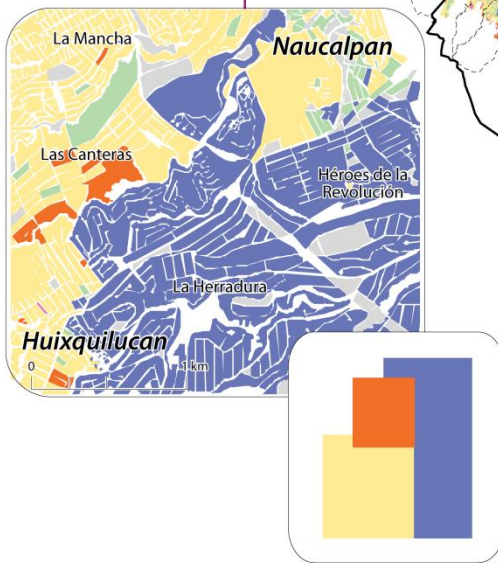 La Mancha
Naucalpan
Las Canteras
Héroes de la
Revolución
La Herradura
Huixquilucan
0
1 km